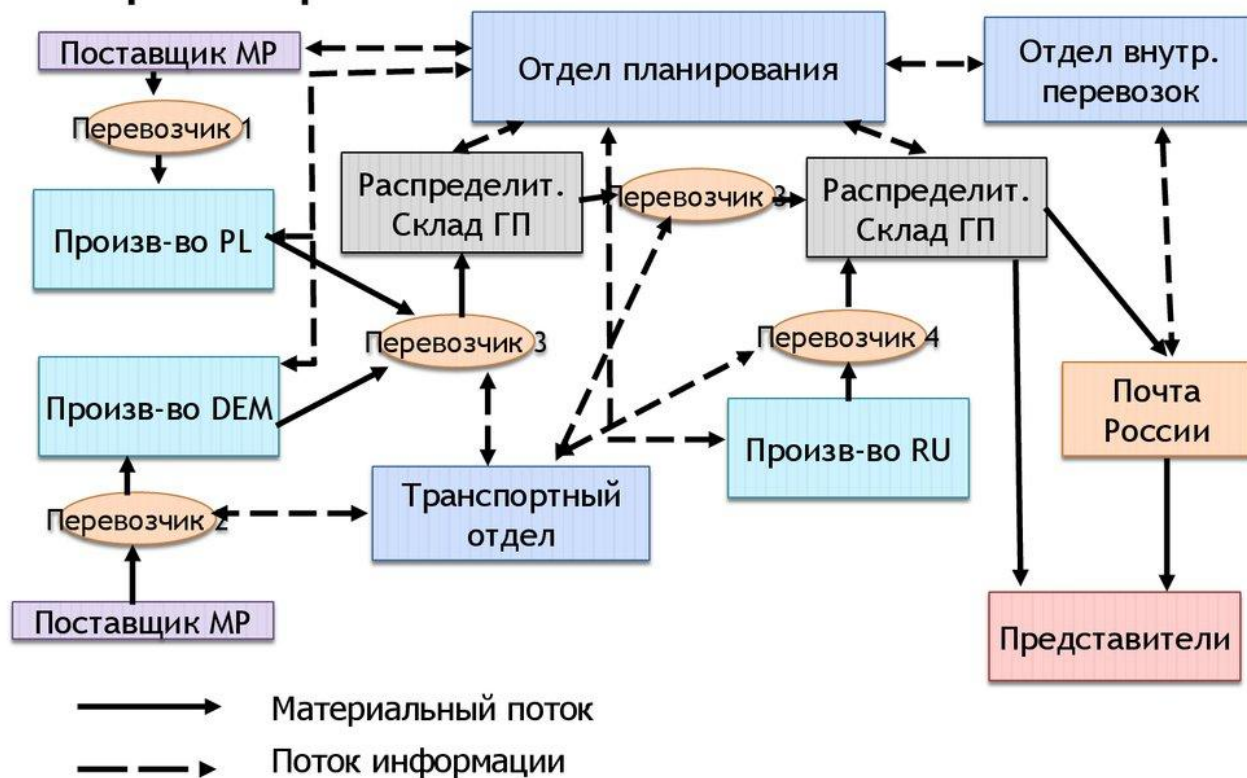 Поставщик МР
Отдел планирования
Отдел внутр.
перевозок
Перевозчик 1
Распределит.
Склад ГП
Перевозчик 3
Распределит.
Склад ГП
Произв-во PL
Перевозчик 3
Перевозчик 4
Произв-во DEM
Почта
России
Произв-во RU
Транспортный
отдел
Перевозчик 2
Поставщик МР
Представители
Материальный поток
Поток информации